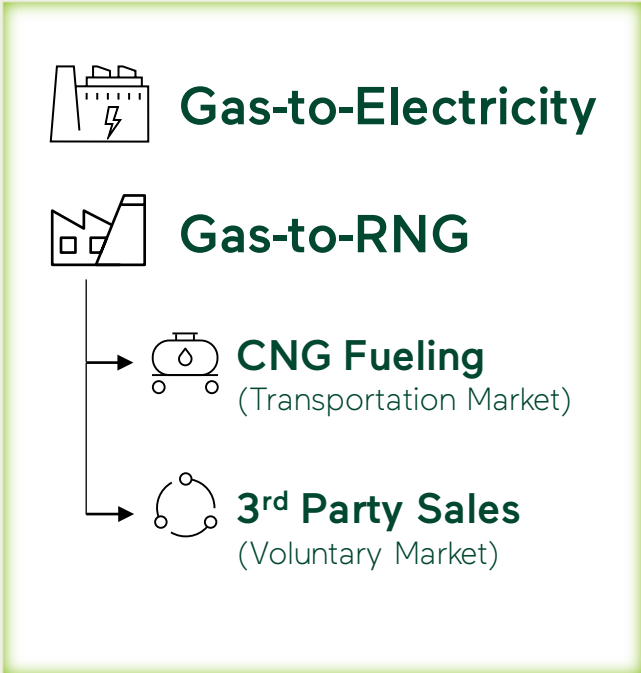 Gas-to-Electricity
Gas-to-RNG
CNG Fueling
(Transportation Market)
3rd Party Sales
(Voluntary Market)